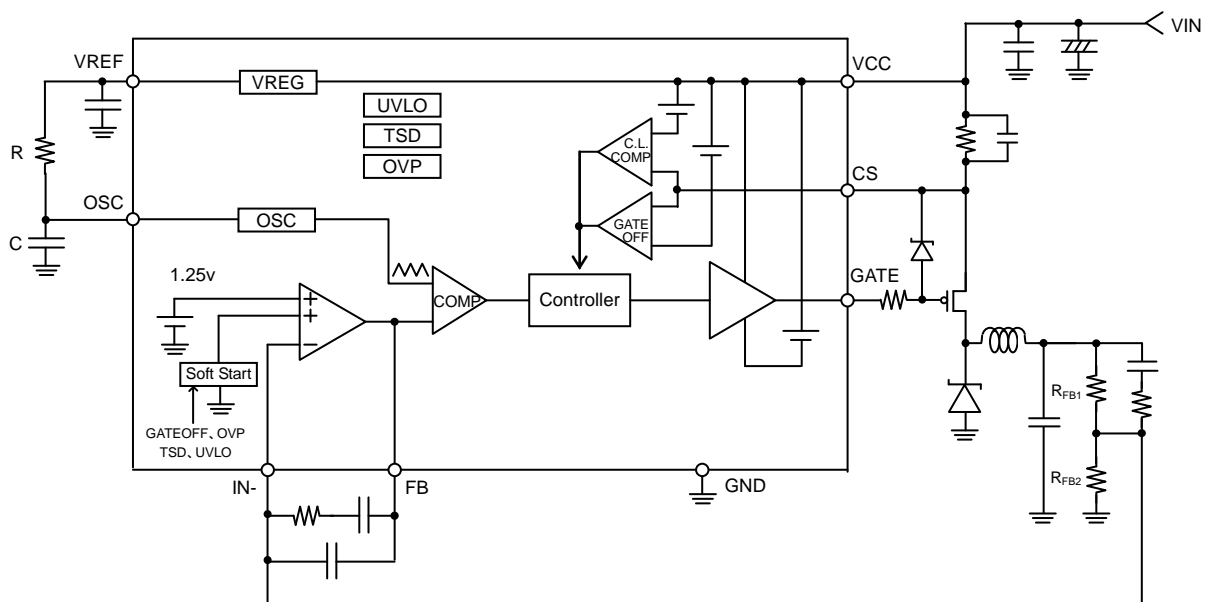 VIN
VREF
VREG
VCC
UVLO
TSD
OVP
R
C.L.
COMP
CS
OSC
OSC
GATE
OFF
C
1.25v
GATE
COMP
Controller
Soft Start
RFB1
GATEOFF、OVP
TSD、UVLO
IN-
FB
GND
RFB2